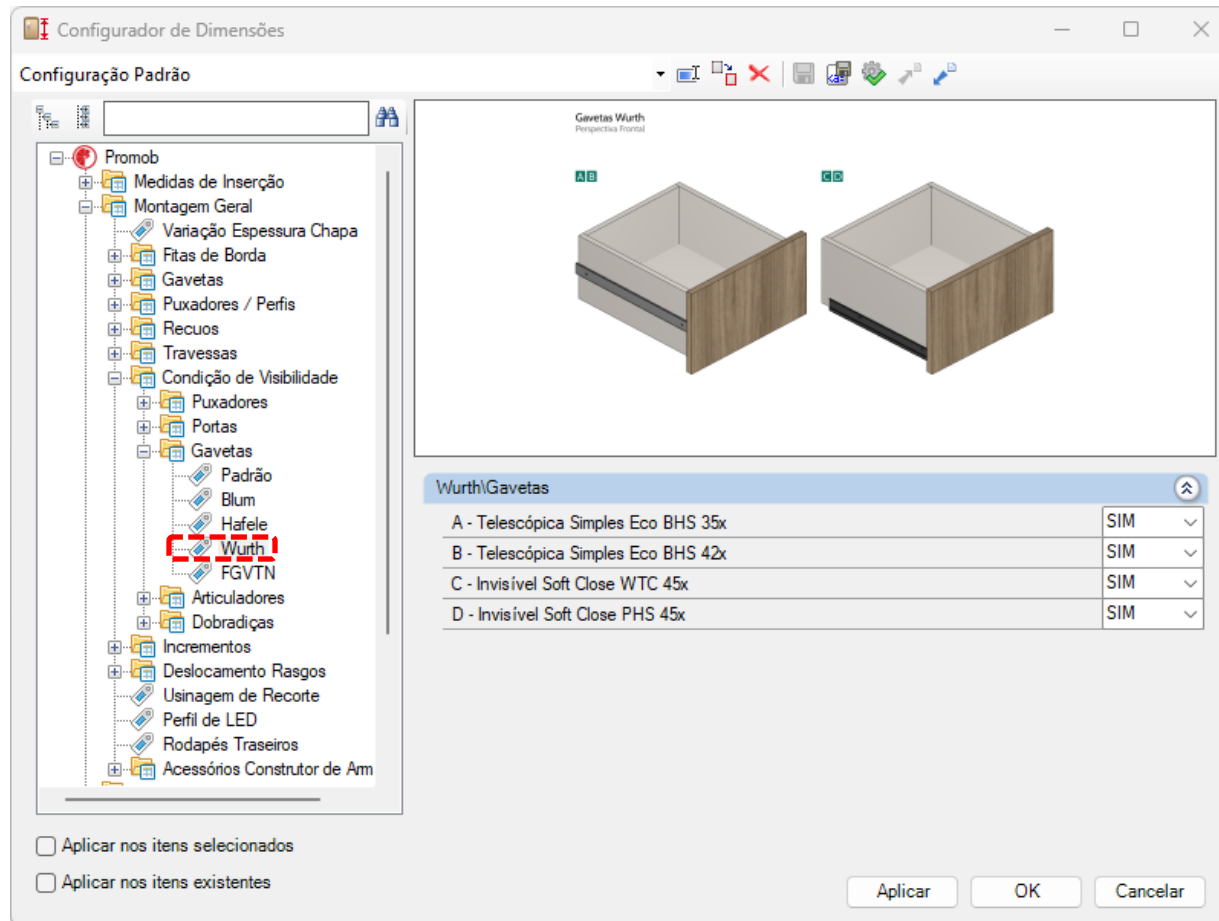 Configurador de Dimensões
Configuração Padrão
Promob
Medidas de Inserção
Montagem Geral
Variação Espessura Chapa
Fitas de Borda
Gavetas
Puxadores / Perfis
Recuos
Travessas
Condição de Visibilidade
Puxadores
Portas
Gavetas
Padrão
Blum
Hafele
Wurth
FGVTN
Articuladores
Dobradiças
Incrementos
Deslocamento Rasgos
Usinagem de Recorte
Perfil de LED
Rodapés Traseiros
Acessórios Construtor de Arm
Gavetas Wurth
Perspectiva Frontal
A B
C D
Wurth\Gavetas
A - Telescópica Simples Eco BHS 35x SIM
B - Telescópica Simples Eco BHS 42x SIM
C - Invisível Soft Close WTC 45x SIM
D - Invisível Soft Close PHS 45x SIM
Aplicar nos itens selecionados
Aplicar nos itens existentes
Aplicar OK Cancelar